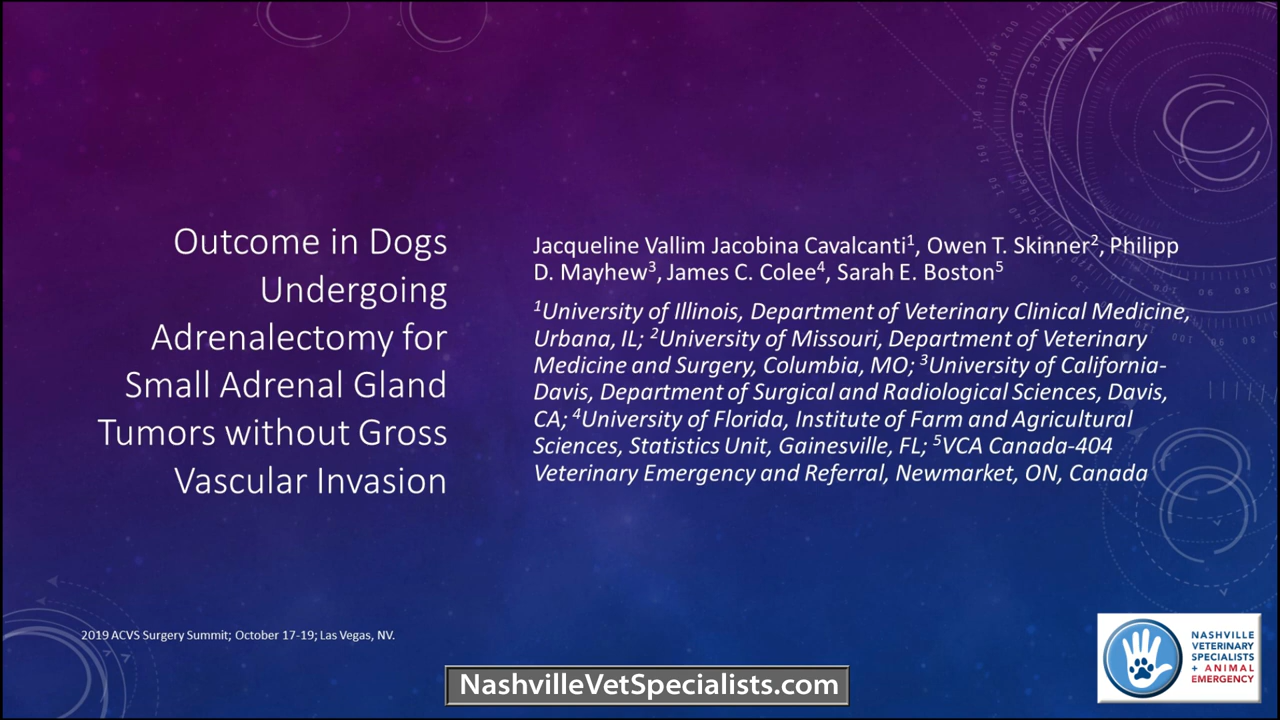 Outcome in Dogs
Undergoing
Adrenalectomy for
Small Adrenal Gland
Tumors without Gross
Vascular Invasion
Jacqueline Vallim Jacobina Cavalcanti¹, Owen T. Skinner², Philipp
D. Mayhew³, James C. Colee⁴, Sarah E. Boston⁵
¹University of Illinois, Department of Veterinary Clinical Medicine,
Urbana, IL; ²University of Missouri, Department of Veterinary
Medicine and Surgery, Columbia, MO; ³University of California-
Davis, Department of Surgical and Radiological Sciences, Davis,
CA; ⁴University of Florida, Institute of Farm and Agricultural
Sciences, Statistics Unit, Gainesville, FL; ⁵VCA Canada-404
Veterinary Emergency and Referral, Newmarket, ON, Canada
2019 ACVS Surgery Summit; October 17-19; Las Vegas, NV.
NashvilleVetSpecialists.com
NASHVILLE
VETERINARY
SPECIALISTS
+ ANIMAL
EMERGENCY